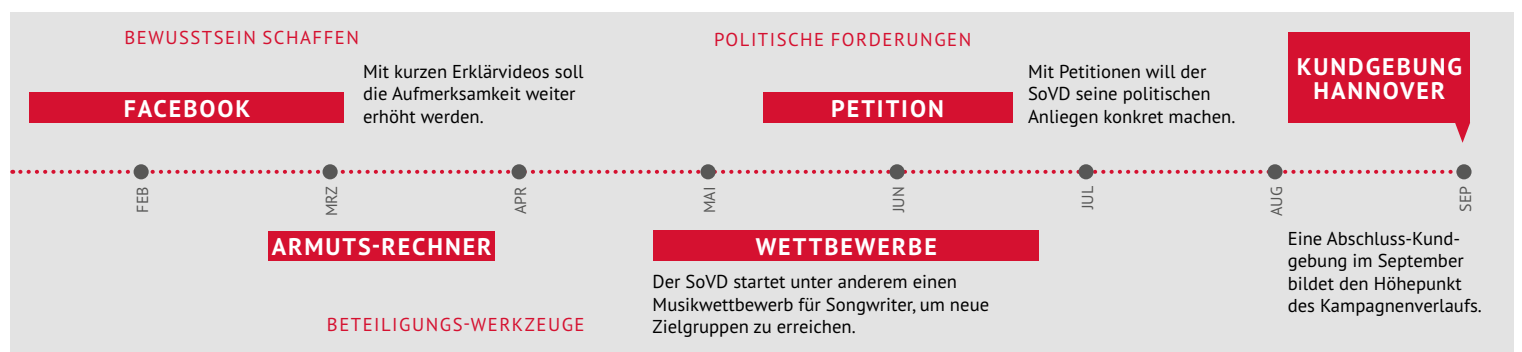 BEWUSSTSEIN SCHAFFEN
FACEBOOK
Mit kurzen Erklärvideos soll
die Aufmerksamkeit weiter
erhöht werden.
POLITISCHE FORDERUNGEN
PETITION
Mit Petitionen will der
SoVD seine politischen
Anliegen konkret machen.
KUNDGEBUNG
HANNOVER
FEB
MRZ
APR
MAI
JUN
JUL
AUG
SEP
ARMUTS-RECHNER
BETEILIGUNGS-WERKZEUGE
WETTBEWERBE
Der SoVD startet unter anderem einen
Musikwettbewerb für Songwriter, um neue
Zielgruppen zu erreichen.
Eine Abschluss-Kund-
gebung im September
bildet den Höhepunkt
des Kampagnenverlaufs.